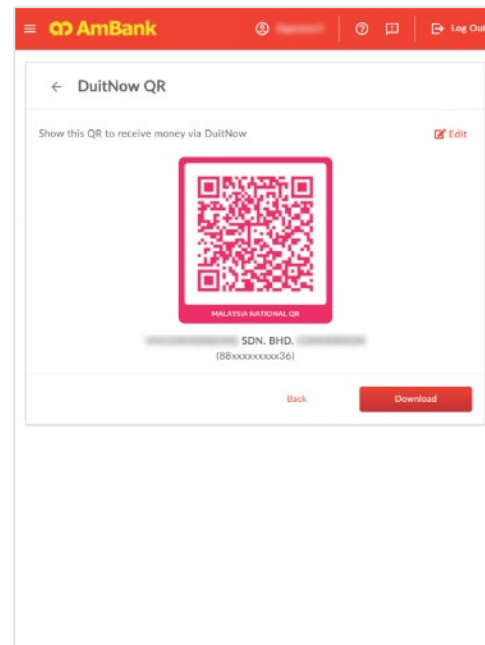 AmBank
Log Out
DuitNow QR
Show this QR to receive money via DuitNow
Edit
MALAYSIA NATIONAL QR
SDN. BHD.
(88xxxxxxxxx36)
Back
Download